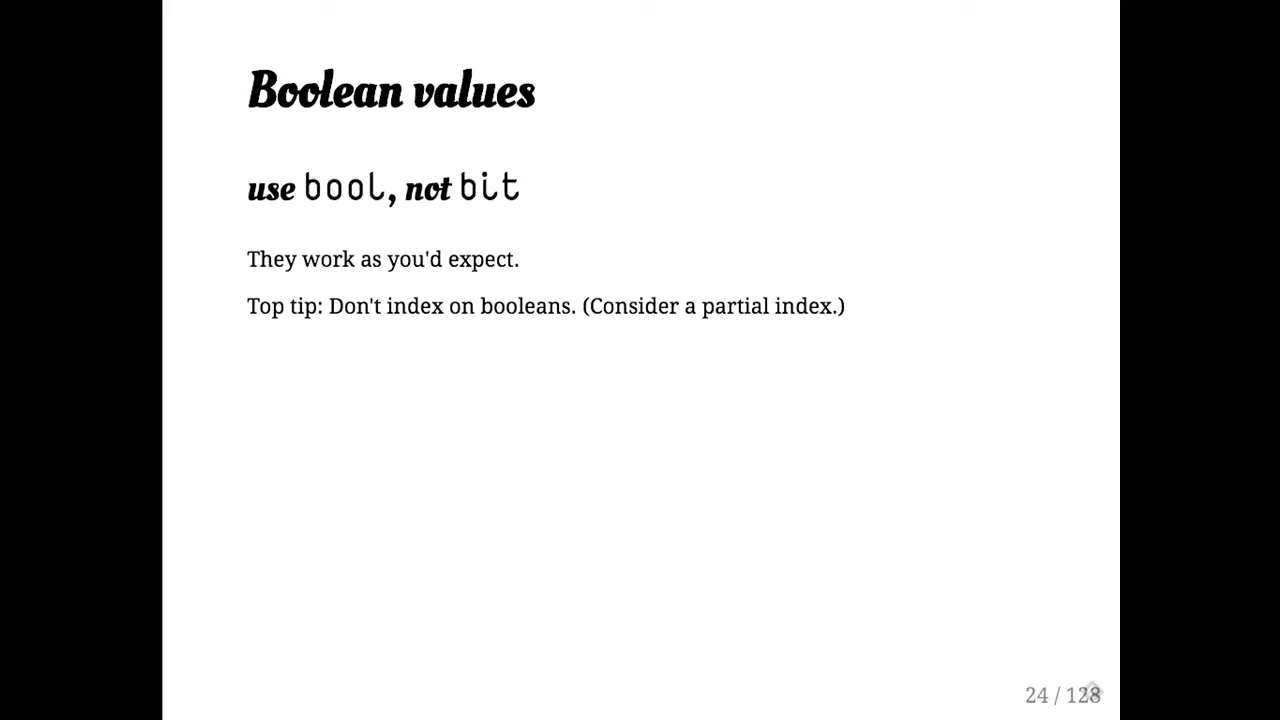 Boolean values
use bool, not bit
They work as you'd expect.
Top tip: Don't index on booleans. (Consider a partial index.)
24 / 128